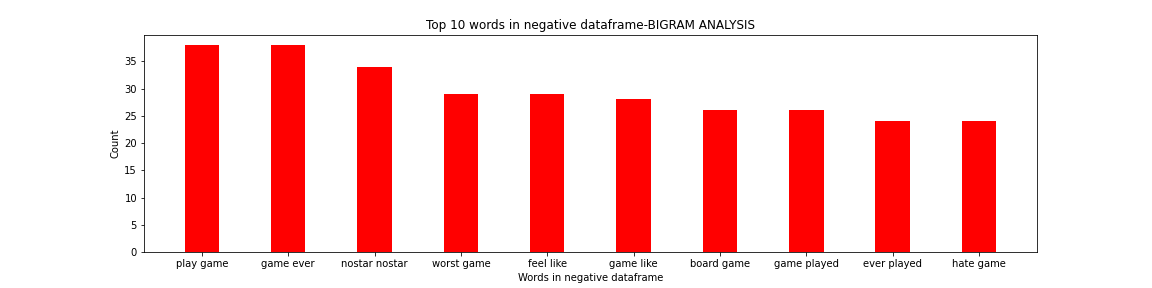 Top 10 words in negative dataframe-BIGRAM ANALYSIS
Count
35
30
25
20
15
10
5
0
play game game ever nostar nostar worst game feel like game like board game game played ever played hate game
Words in negative dataframe